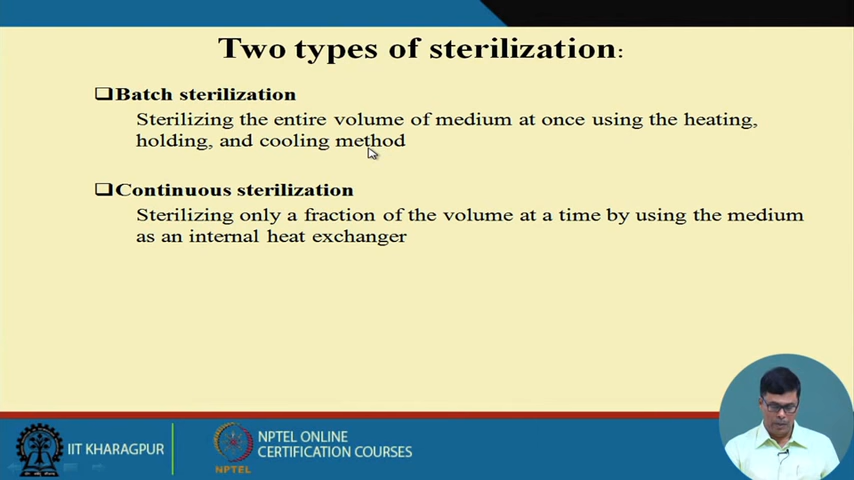 Two types of sterilization:
❑Batch sterilization
Sterilizing the entire volume of medium at once using the heating,
holding, and cooling method
❑Continuous sterilization
Sterilizing only a fraction of the volume at a time by using the medium
as an internal heat exchanger
IIT KHARAGPUR
NPTEL
NPTEL ONLINE
CERTIFICATION COURSES